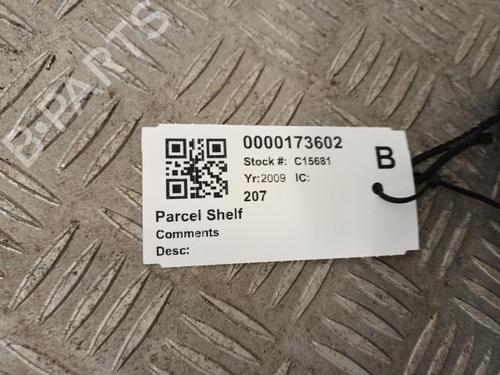 B-PARTS
0000173602
Stock #: C15681
Yr:2009 IC:
207
B
Parcel Shelf
Comments
Desc: